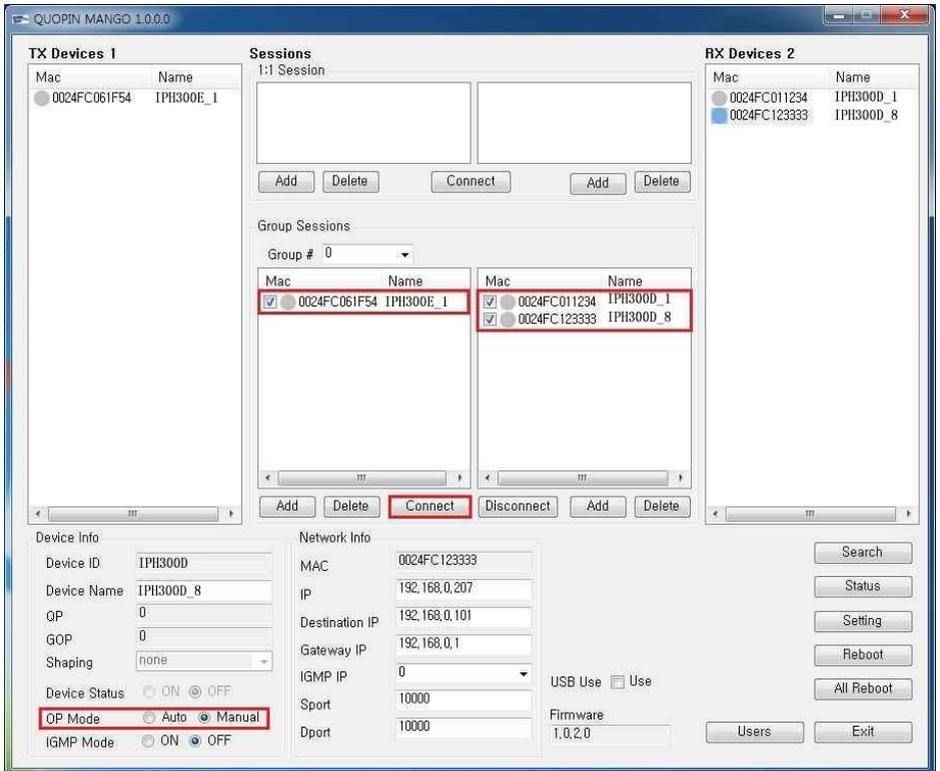 QUOPIN MANGO 1.0.0.0
TX Devices 1
Mac Name
0024FC061F54 IPH300E_1
Sessions
1:1 Session
Add Delete Connect Add Delete
Group Sessions
Group # 0
Mac Name
0024FC061F54 IPH300E_1
Mac Name
0024FC011234 IPH300D_1
0024FC123333 IPH300D_8
Add Delete Connect Disconnect Add Delete
RX Devices 2
Mac Name
0024FC011234 IPH300D_1
0024FC123333 IPH300D_8
Device Info
Device ID IPH300D
Device Name IPH300D_8
QP 0
GOP 0
Shaping none
Device Status ON OFF
OP Mode Auto Manual
IGMP Mode ON OFF
Network Info
MAC 0024FC123333
IP 192,168,0,207
Destination IP 192,168,0,101
Gateway IP 192,168,0,1
IGMP IP 0
Sport 10000
Dport 10000
USB Use Use
Firmware
1,0,2,0
Search
Status
Setting
Reboot
All Reboot
Users Exit